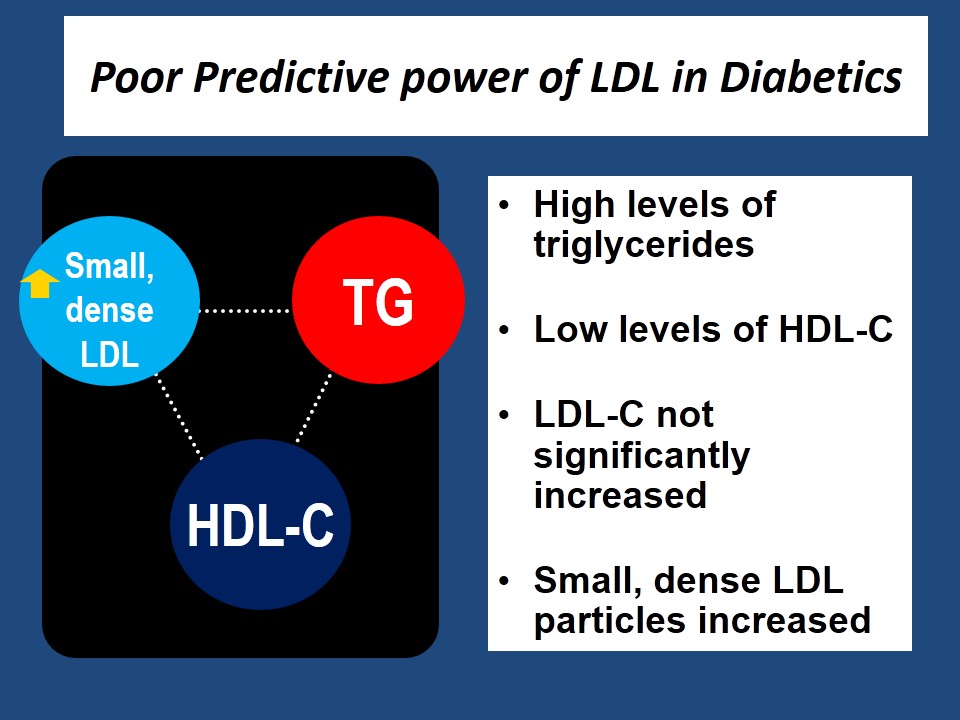 Poor Predictive power of LDL in Diabetics
Small,
dense
LDL
TG
HDL-C
• High levels of
triglycerides
• Low levels of HDL-C
• LDL-C not
significantly
increased
• Small, dense LDL
particles increased